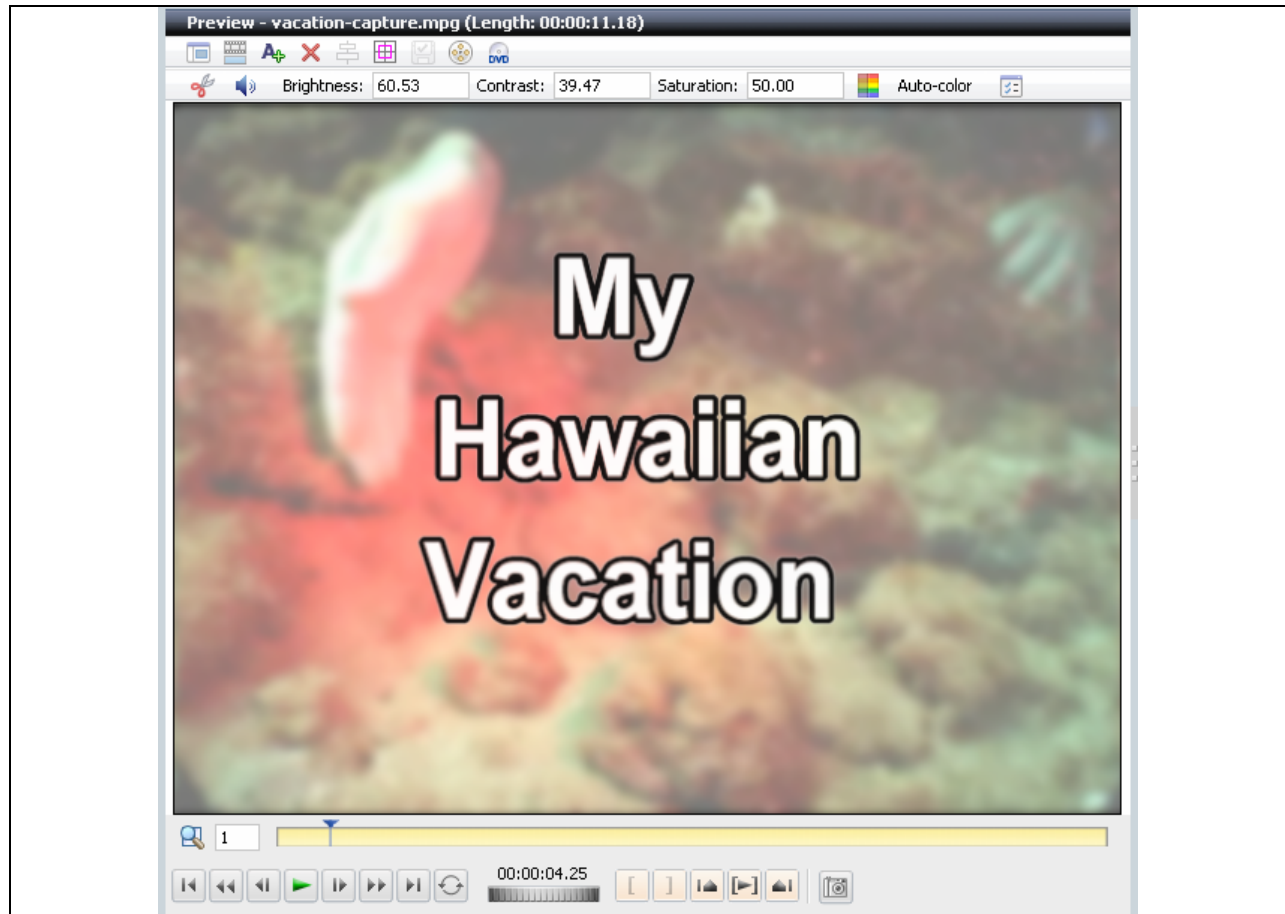 Preview - vacation-capture.mpg (Length: 00:00:11.18)
DVD
Brightness: 60.53 Contrast: 39.47 Saturation: 50.00 Auto-color
My
Hawaiian
Vacation
1
00:00:04.25